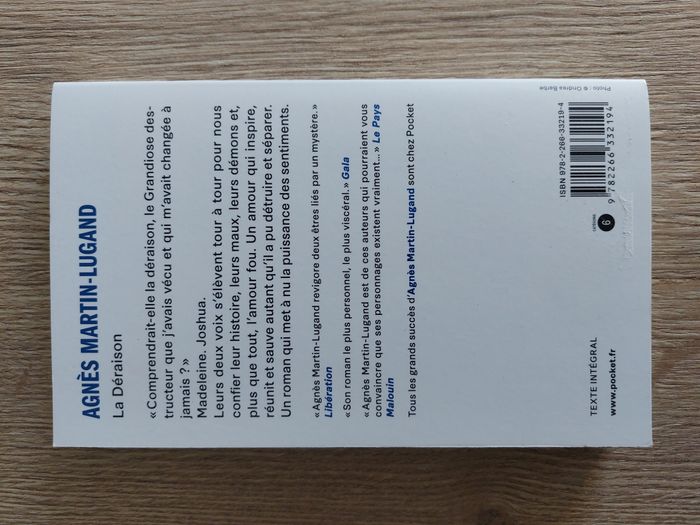 AGNÈS MARTIN-LUGAND
La Déraison
« Comprendrait-elle la déraison, le Grandiose des-
tructeur que j'avais vécu et qui m'avait changée à
jamais ? »
Madeleine. Joshua.
Leurs deux voix s'élèvent tour à tour pour nous
confier leur histoire, leurs maux, leurs démons et,
plus que tout, l'amour fou. Un amour qui inspire,
réunit et sauve autant qu'il a pu détruire et séparer.
Un roman qui met à nu la puissance des sentiments.
« Agnès Martin-Lugand revigore deux êtres liés par un mystère. »
Libération
« Son roman le plus personnel, le plus viscéral. » Gala
« Agnès Martin-Lugand est de ces auteurs qui pourraient vous
convaincre que ses personnages existent vraiment… » Le Pays
Malouin
Tous les grands succès d'Agnès Martin-Lugand sont chez Pocket
TEXTE INTÉGRAL
www.pocket.fr
6
ISBN 978-2-266-33219-4
9 782266 332194
Photo : © Ondrea Barbe